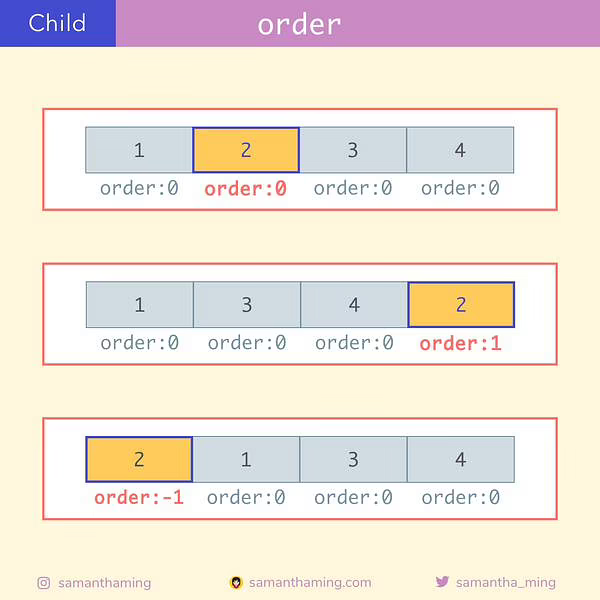 Child order
1 2 3 4
order:0 order:0 order:0 order:0
1 3 4 2
order:0 order:0 order:0 order:1
2 1 3 4
order:-1 order:0 order:0 order:0
samanthaming samanthaming.com samantha_ming